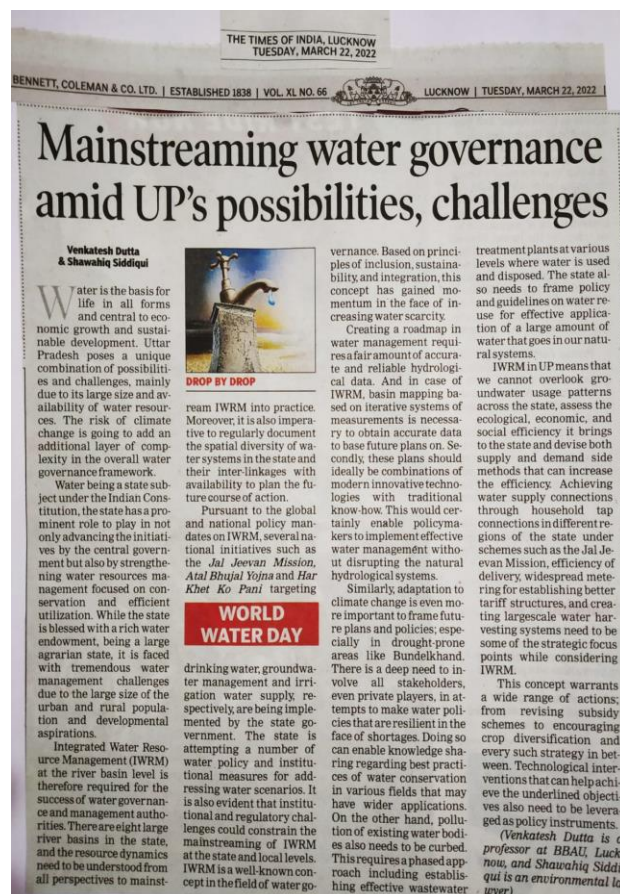 THE TIMES OF INDIA, LUCKNOW
TUESDAY, MARCH 22, 2022
BENNETT, COLEMAN & CO. LTD. | ESTABLISHED 1838 | VOL. XL NO. 66
LUCKNOW | TUESDAY, MARCH 22, 2022 |
Mainstreaming water governance
amid UP's possibilities, challenges
Venkatesh Dutta
& Shawahiq Siddiqui
Water is the basis for
life in all forms
and central to eco-
nomic growth and sustai-
nable development. Uttar
Pradesh poses a unique
combination of possibiliti-
es and challenges, mainly
due to its large size and av-
ailability of water resour-
ces. The risk of climate
change is going to add an
additional layer of com-
plexity in the overall water
governance framework.
Water being a state sub-
ject under the Indian Cons-
titution, the state has a pro-
minent role to play in not
only advancing the initiati-
ves by the central govern-
ment but also by strengthe-
ning water resources ma-
nagement focused on con-
servation and efficient
utilization. While the state
is blessed with a rich water
endowment, being a large
agrarian state, it is faced
with tremendous water
management challenges
due to the large size of the
urban and rural popula-
tion and developmental
aspirations.
Integrated Water Reso-
urce Management (IWRM)
at the river basin level is
therefore required for the
success of water governan-
ce and management autho-
rities. There are eight large
river basins in the state,
and the resource dynamics
need to be understood from
all perspectives to mainst-
DROP BY DROP
ream IWRM into practice.
Moreover, it is also impera-
tive to regularly document
the spatial diversity of wa-
ter systems in the state and
their inter-linkages with
availability to plan the fu-
ture course of action.
Pursuant to the global
and national policy man-
dates on IWRM, several na-
tional initiatives such as
the Jal Jeevan Mission,
Atal Bhujal Yojna and Har
Khet Ko Pani targeting
WORLD
WATER DAY
drinking water, groundwa-
ter management and irri-
gation water supply, re-
spectively, are being imple-
mented by the state go-
vernment. The state is
attempting a number of
water policy and institu-
tional measures for add-
ressing water scenarios. It
is also evident that institu-
tional and regulatory chal-
lenges could constrain the
mainstreaming of IWRM
at the state and local levels.
IWRM is a well-known con-
cept in the field of water go-
vernance. Based on princi-
ples of inclusion, sustaina-
bility, and integration, this
concept has gained mo-
mentum in the face of in-
creasing water scarcity.
Creating a roadmap in
water management requi-
res a fair amount of accura-
te and reliable hydrologi-
cal data. And in case of
IWRM, basin mapping ba-
sed on iterative systems of
measurements is necessa-
ry to obtain accurate data
to base future plans on. Se-
condly, these plans should
ideally be combinations of
modern innovative techno-
logies with traditional
know-how. This would cer-
tainly enable policyma-
kers to implement effective
water management witho-
ut disrupting the natural
hydrological systems.
Similarly, adaptation to
climate change is even mo-
re important to frame futu-
re plans and policies; espe-
cially in drought-prone
areas like Bundelkhand.
There is a deep need to in-
volve all stakeholders,
even private players, in at-
tempts to make water poli-
cies that are resilient in the
face of shortages. Doing so
can enable knowledge sha-
ring regarding best practi-
ces of water conservation
in various fields that may
have wider applications.
On the other hand, pollu-
tion of existing water bodi-
es also needs to be curbed.
This requires a phased app-
roach including establis-
hing effective wastewater
treatment plants at various
levels where water is used
and disposed. The state al-
so needs to frame policy
and guidelines on water re-
use for effective applica-
tion of a large amount of
water that goes in our natu-
ral systems.
IWRM in UP means that
we cannot overlook gro-
undwater usage patterns
across the state, assess the
ecological, economic, and
social efficiency it brings
to the state and devise both
supply and demand side
methods that can increase
the efficiency. Achieving
water supply connections
through household tap
connections in different re-
gions of the state under
schemes such as the Jal Je-
evan Mission, efficiency of
delivery, widespread mete-
ring for establishing better
tariff structures, and crea-
ting largescale water har-
vesting systems need to be
some of the strategic focus
points while considering
IWRM.
This concept warrants
a wide range of actions;
from revising subsidy
schemes to encouraging
crop diversification and
every such strategy in bet-
ween. Technological inter-
ventions that can help achi-
eve the underlined objecti-
ves also need to be levera-
ged as policy instruments.
(Venkatesh Dutta is a
professor at BBAU, Luck
now, and Shawahiq Siddi
qui is an environmental